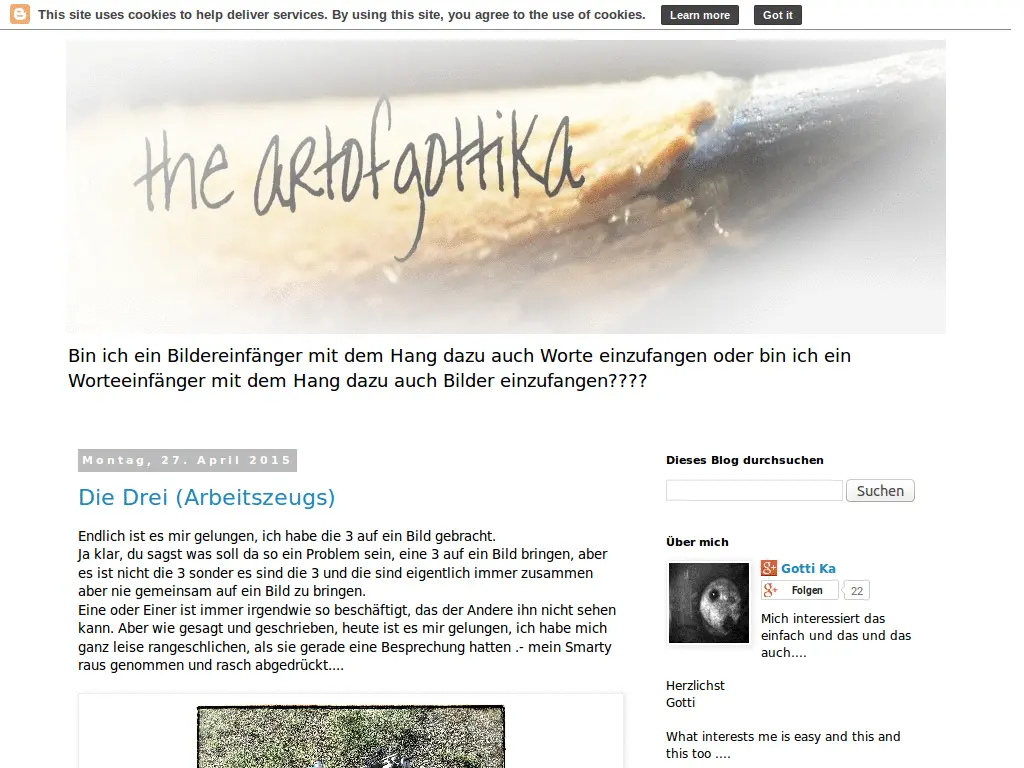 This site uses cookies to help deliver services. By using this site, you agree to the use of cookies. Learn more Got it
the artofgottika
Bin ich ein Bildereinfänger mit dem Hang dazu auch Worte einzufangen oder bin ich ein
Worteeinfänger mit dem Hang dazu auch Bilder einzufangen????
Montag, 27. April 2015
Die Drei (Arbeitszeugs)
Endlich ist es mir gelungen, ich habe die 3 auf ein Bild gebracht.
Ja klar, du sagst was soll da so ein Problem sein, eine 3 auf ein Bild bringen, aber
es ist nicht die 3 sonder es sind die 3 und die sind eigentlich immer zusammen
aber nie gemeinsam auf ein Bild zu bringen.
Eine oder Einer ist immer irgendwie so beschäftigt, das der Andere ihn nicht sehen
kann. Aber wie gesagt und geschrieben, heute ist es mir gelungen, ich habe mich
ganz leise rangeschlichen, als sie gerade eine Besprechung hatten .- mein Smarty
raus genommen und rasch abgedrückt....
Dieses Blog durchsuchen
Suchen
Über mich
Gotti Ka
Folgen 22
Mich interessiert das
einfach und das und das
auch....
Herzlichst
Gotti
What interests me is easy and this and
this too ....